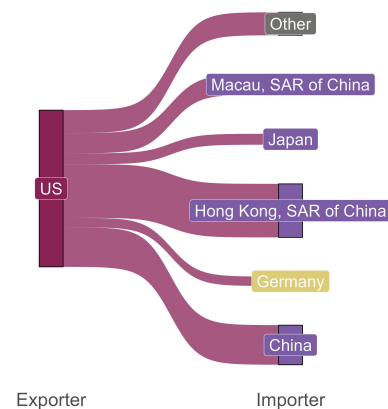 Other
Macau, SAR of China
Japan
US
Hong Kong, SAR of China
Germany
China
Exporter
Importer